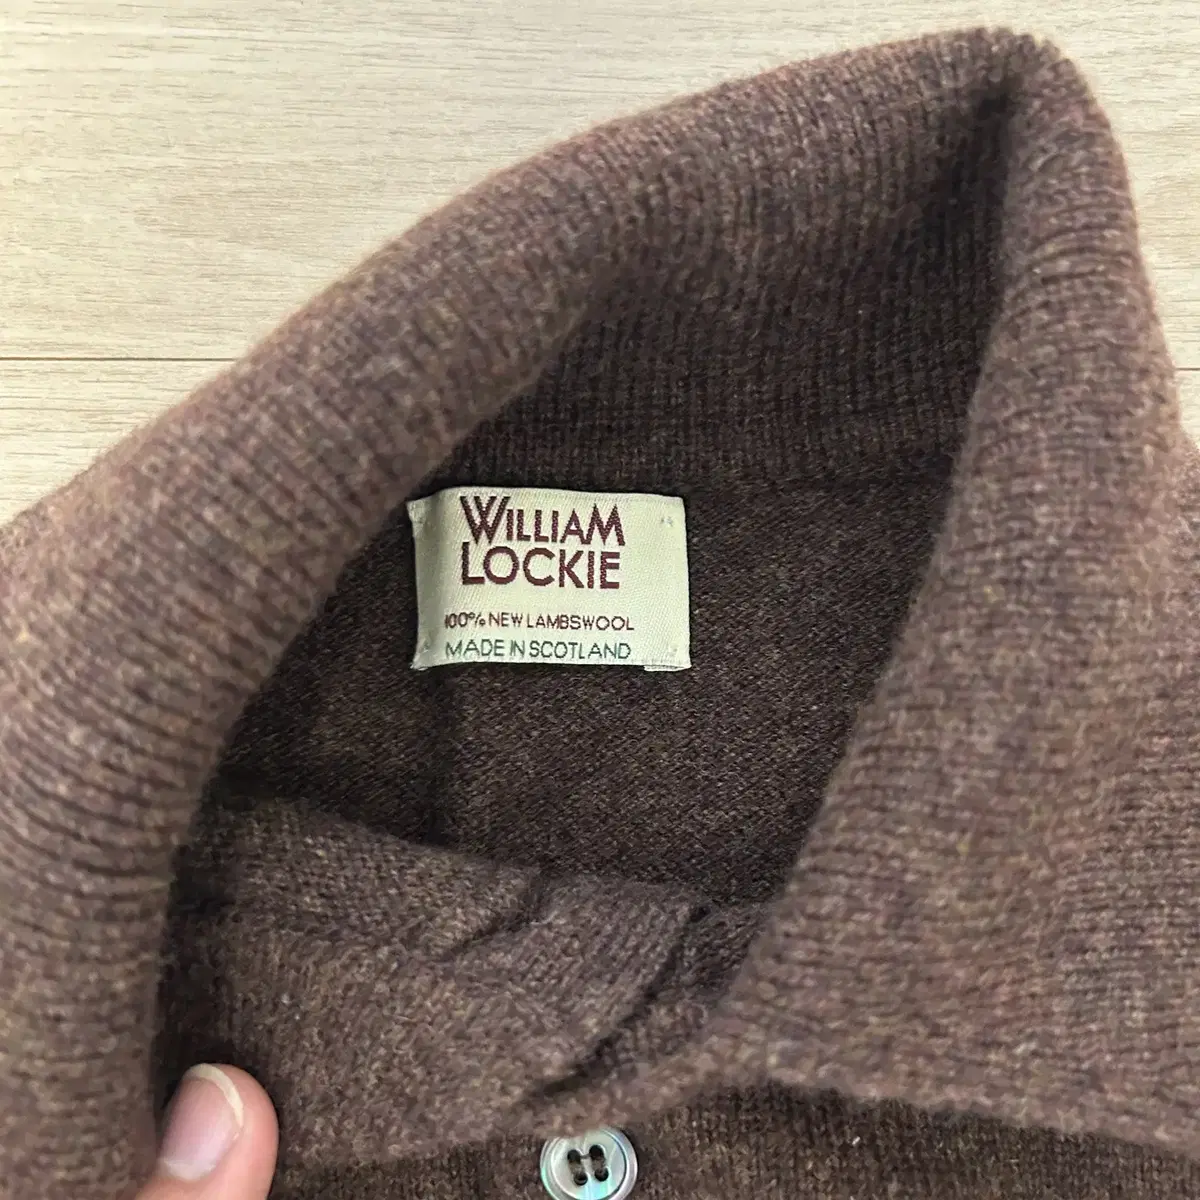 WILLIAM
LOCKIE
100% NEW LAMBSWOOL
MADE IN SCOTLAND